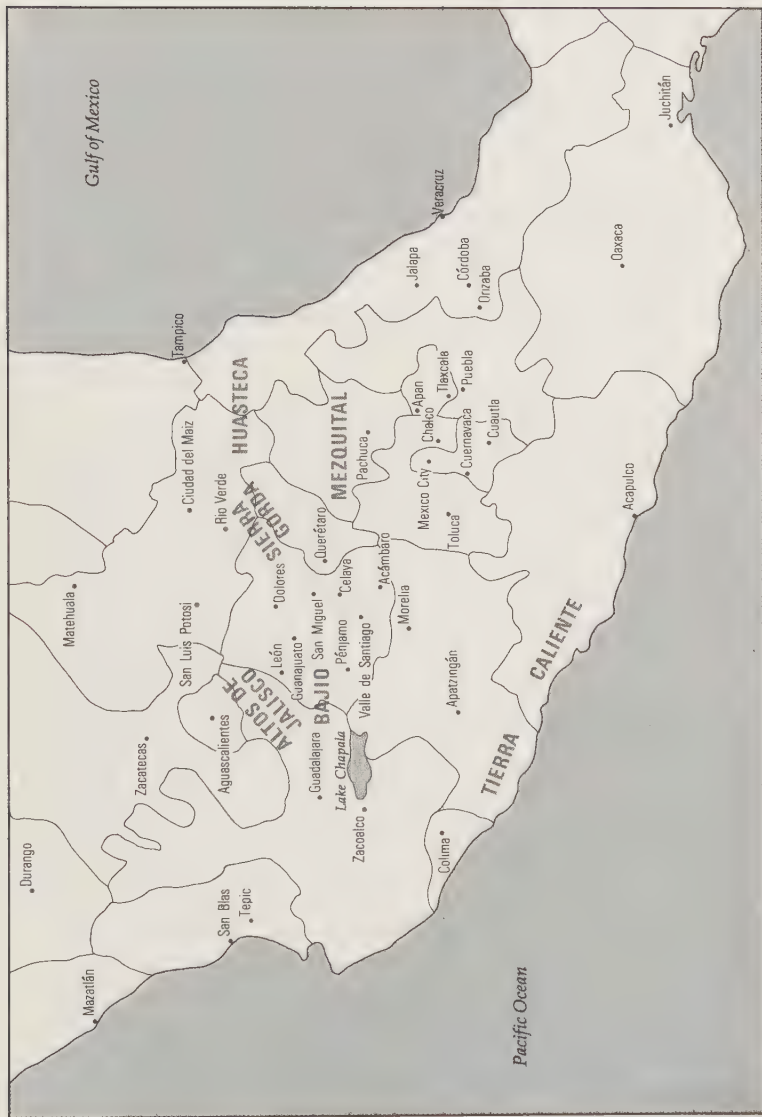 Gulf of Mexico
Pacific Ocean
Durango
Mazatlán
Zacatecas
Matehuala
San Luis Potosí
Ciudad del Maíz
Tampico
Río Verde
HUASTECA
SIERRA
GORDA
ALTOS DE
JALISCO
Aguascalientes
San Blas
Tepic
León
Dolores
Guanajuato
San Miguel
Querétaro
MEZQUITAL
BAJIO
Guadalajara
Pénjamo
Celaya
Pachuca
Lake Chapala
Valle de Santiago
Acámbaro
Zacoalco
Morelia
Mexico City
Apan
Chalco
Tlaxcala
Toluca
Puebla
Cuernavaca
Cuautla
Jalapa
Veracruz
Córdoba
Orizaba
Colima
Apatzingán
TIERRA
CALIENTE
Acapulco
Oaxaca
Juchitán